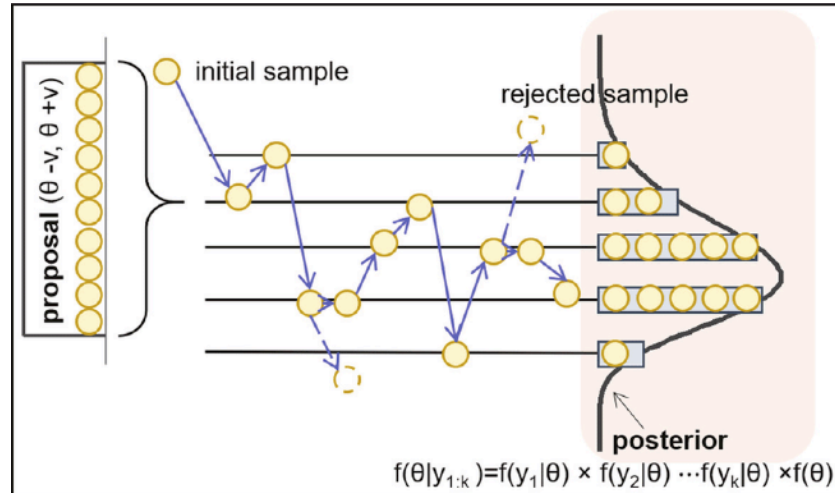 initial sample
rejected sample
proposal (θ -v, θ +v)
posterior
f(θ|y₁:ₖ)=f(y₁|θ) × f(y₂|θ) ···f(yₖ|θ) ×f(θ)